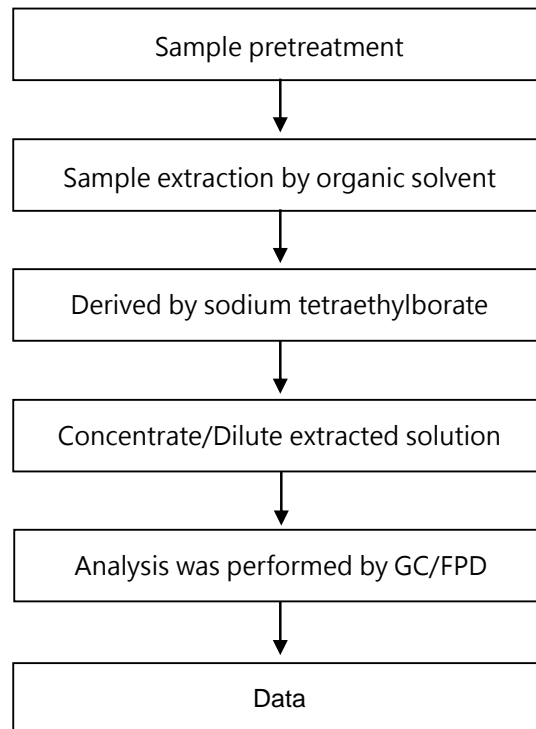 Sample pretreatment
Sample extraction by organic solvent
Derived by sodium tetraethylborate
Concentrate/Dilute extracted solution
Analysis was performed by GC/FPD
Data